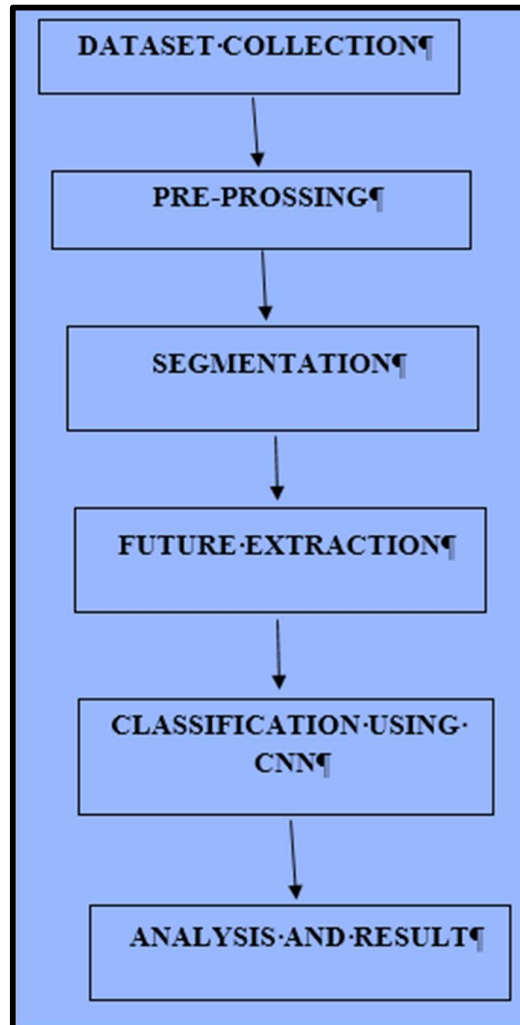 DATASET·COLLECTION¶
PRE-PROSSING¶
SEGMENTATION¶
FUTURE·EXTRACTION¶
CLASSIFICATION·USING·
CNN¶
ANALYSIS·AND·RESULT¶